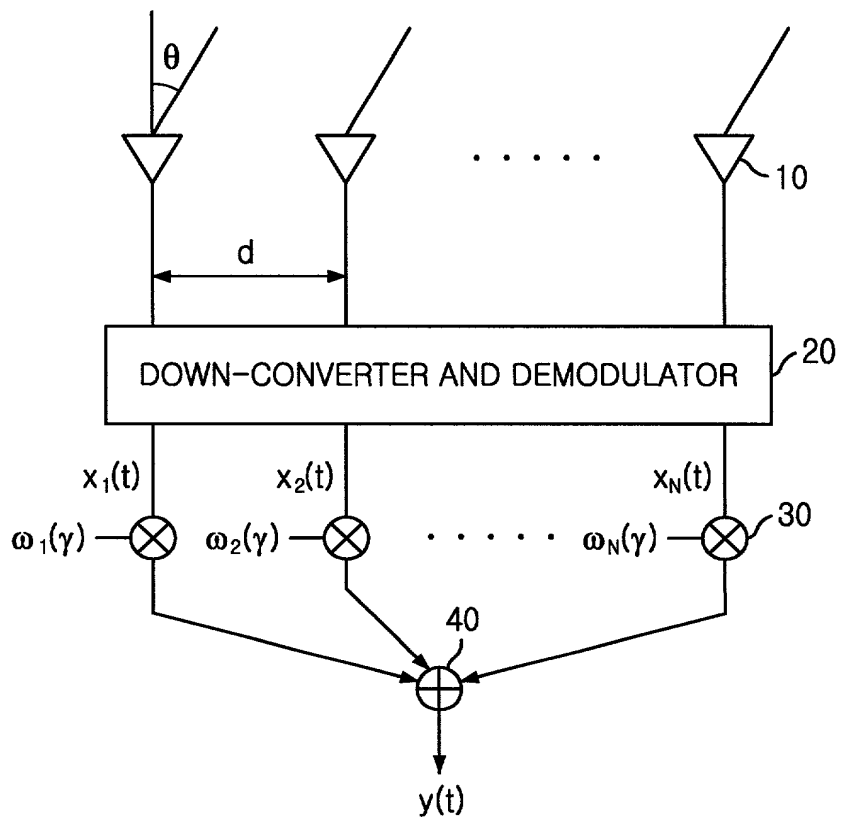 θ
10
d
20
DOWN-CONVERTER AND DEMODULATOR
x₁(t) x₂(t) x_N(t)
ω₁(γ) ω₂(γ) ω_N(γ) 30
40
y(t)